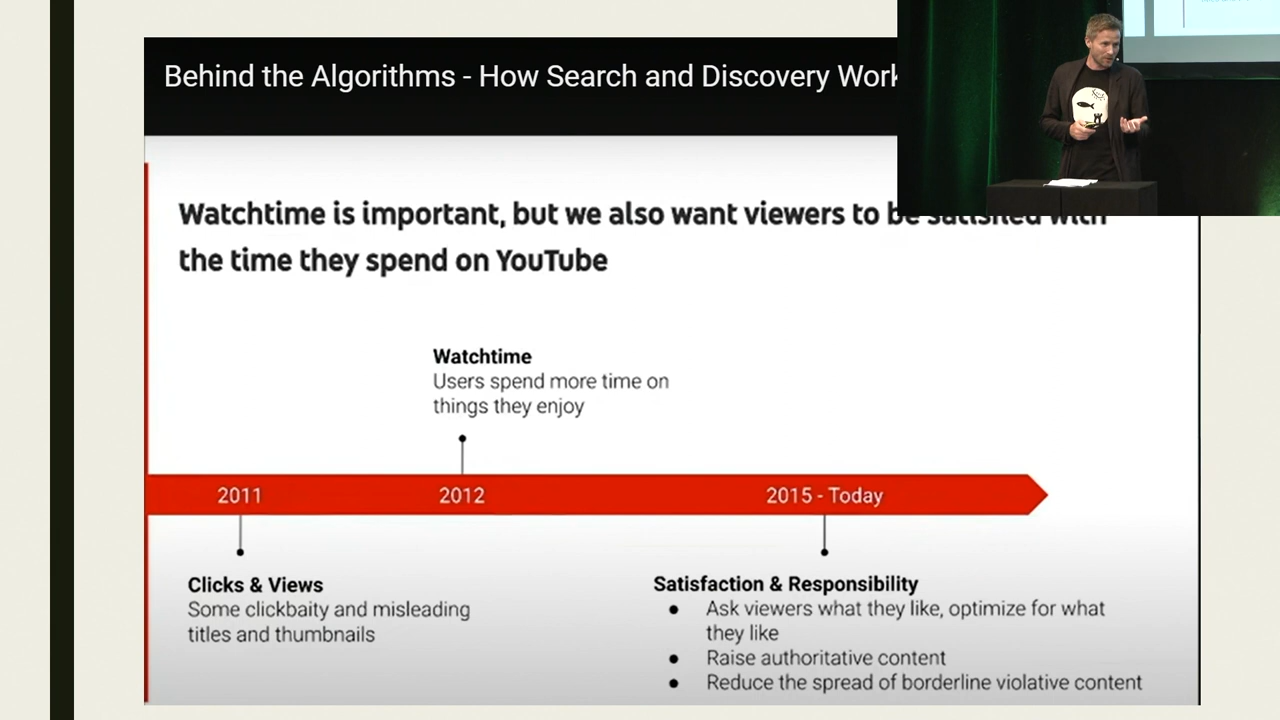 Behind the Algorithms - How Search and Discovery Work
Watchtime is important, but we also want viewers to be satisfied with
the time they spend on YouTube
Watchtime
Users spend more time on
things they enjoy
2011
2012
2015 - Today
Clicks & Views
Some clickbaity and misleading
titles and thumbnails
Satisfaction & Responsibility
● Ask viewers what they like, optimize for what
they like
● Raise authoritative content
● Reduce the spread of borderline violative content